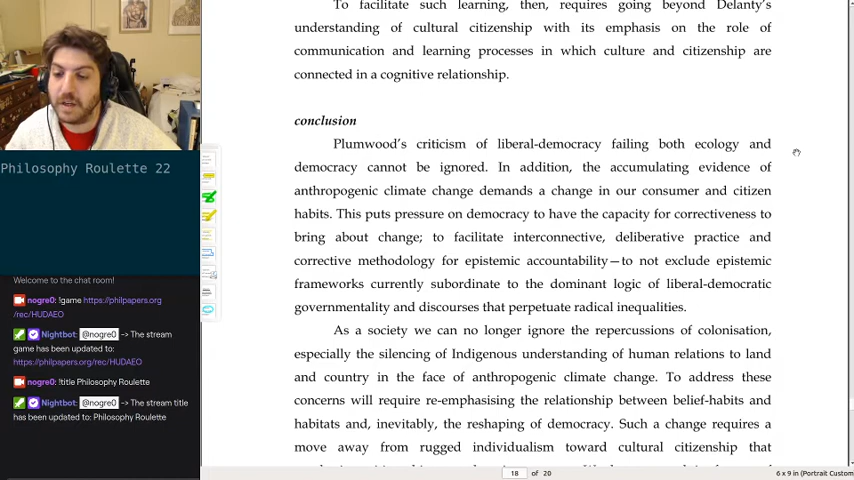 To facilitate such learning, then, requires going beyond Delanty's
understanding of cultural citizenship with its emphasis on the role of
communication and learning processes in which culture and citizenship are
connected in a cognitive relationship.
conclusion
Plumwood's criticism of liberal-democracy failing both ecology and
democracy cannot be ignored. In addition, the accumulating evidence of
anthropogenic climate change demands a change in our consumer and citizen
habits. This puts pressure on democracy to have the capacity for correctiveness to
bring about change; to facilitate interconnective, deliberative practice and
corrective methodology for epistemic accountability—to not exclude epistemic
frameworks currently subordinate to the dominant logic of liberal-democratic
governmentality and discourses that perpetuate radical inequalities.
As a society we can no longer ignore the repercussions of colonisation,
especially the silencing of Indigenous understanding of human relations to land
and country in the face of anthropogenic climate change. To address these
concerns will require re-emphasising the relationship between belief-habits and
habitats and, inevitably, the reshaping of democracy. Such a change requires a
move away from rugged individualism toward cultural citizenship that
18 of 20
6 x 9 in (Portrait Custom
Philosophy Roulette 22
Welcome to the chat room!
nogre0: !game https://philpapers.org
/rec/HUDAEO
Nightbot: @nogre0 -> The stream
game has been updated to:
https://philpapers.org/rec/HUDAEO
nogre0: !title Philosophy Roulette
Nightbot: @nogre0 -> The stream title
has been updated to: Philosophy Roulette